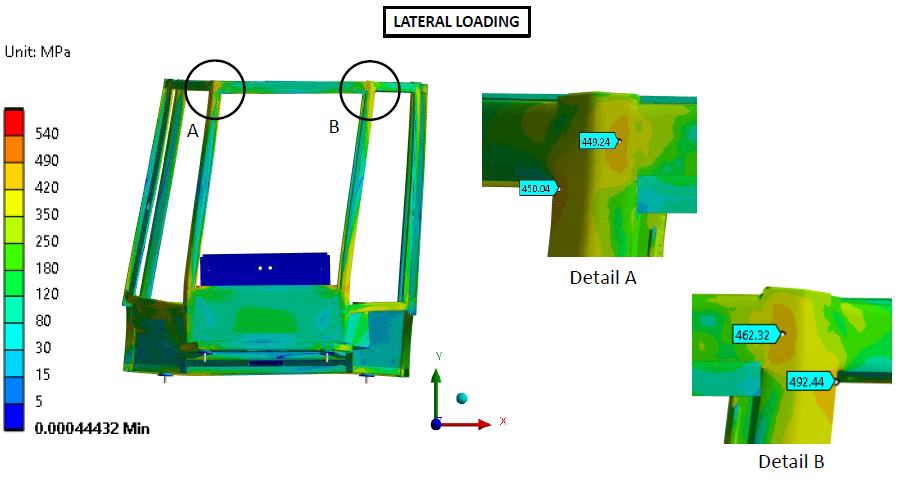 LATERAL LOADING
Unit: MPa
540
490
420
350
250
180
120
80
30
15
5
0.00044432 Min
A
B
449.24
450.04
Detail A
462.32
492.44
Detail B
Y
X